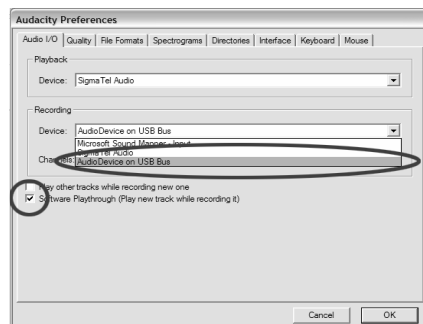 Audacity Preferences
Audio I/O Quality File Formats Spectrograms Directories Interface Keyboard Mouse
Playback
Device: SigmaTel Audio
Recording
Device: AudioDevice on USB Bus
Microsoft Sound Mapper - Input
SigmaTel Audio
Channels: AudioDevice on USB Bus
Play other tracks while recording new one
Software Playthrough (Play new track while recording it)
Cancel OK